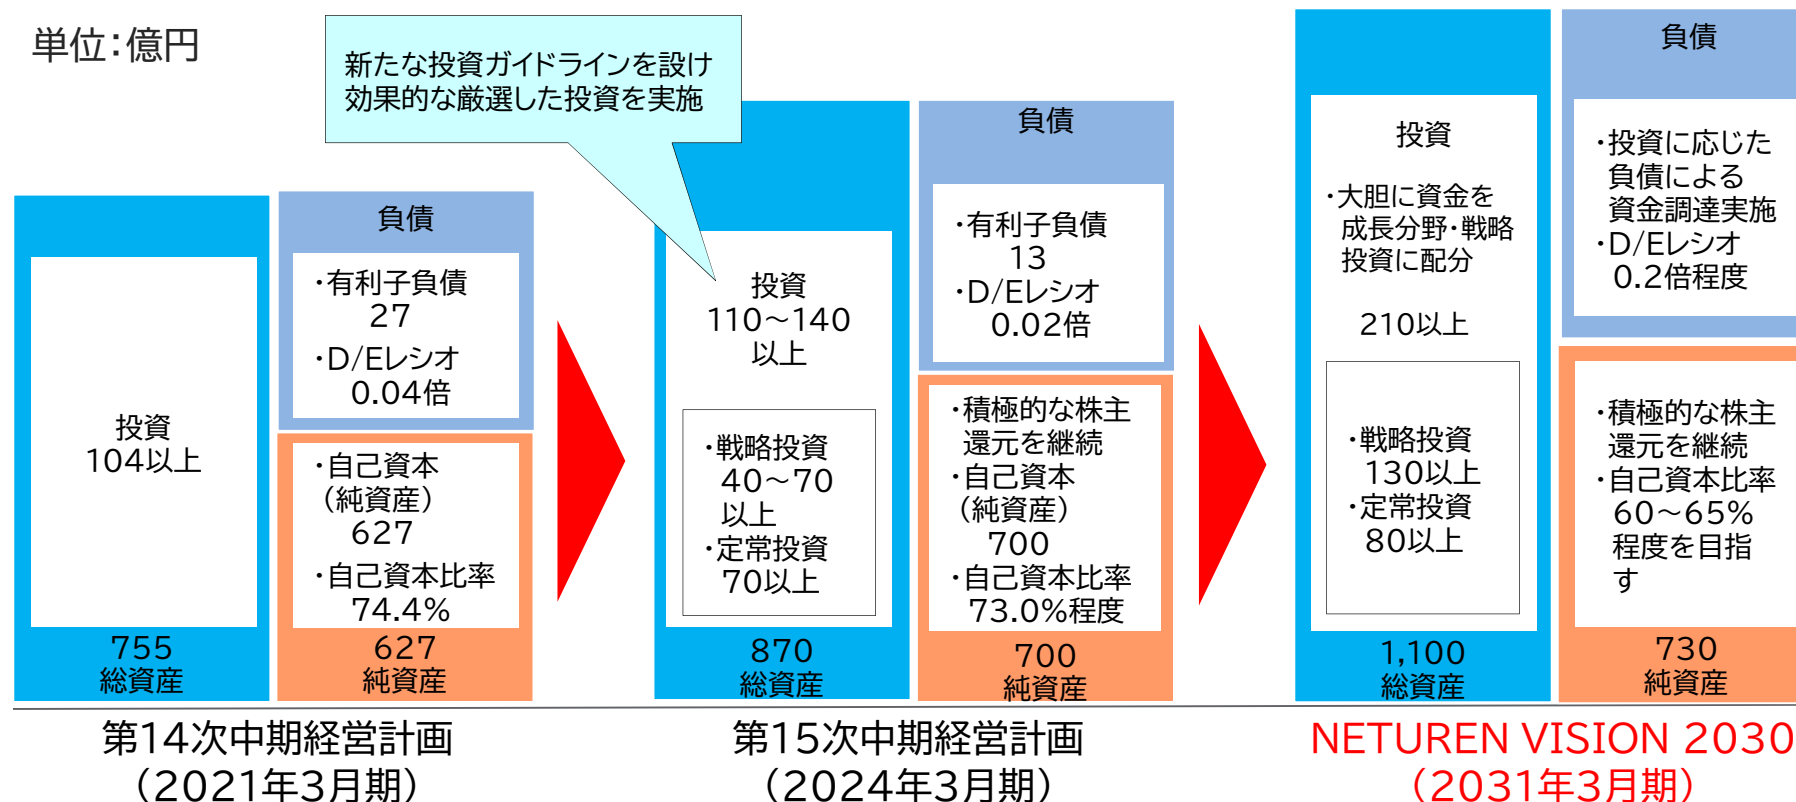 単位：億円
新たな投資ガイドラインを設け
効果的な厳選した投資を実施
投資
104以上
755
総資産
負債
・有利子負債
27
・D/Eレシオ
0.04倍
・自己資本
（純資産）
627
・自己資本比率
74.4%
627
純資産
第14次中期経営計画
（2021年3月期）
投資
110～140
以上
・戦略投資
40～70
以上
・定常投資
70以上
870
総資産
負債
・有利子負債
13
・D/Eレシオ
0.02倍
・積極的な株主
還元を継続
・自己資本
（純資産）
700
・自己資本比率
73.0%程度
700
純資産
第15次中期経営計画
（2024年3月期）
投資
・大胆に資金を
成長分野・戦略
投資に配分
210以上
・戦略投資
130以上
・定常投資
80以上
1,100
総資産
負債
・投資に応じた
負債による
資金調達実施
・D/Eレシオ
0.2倍程度
・積極的な株主
還元を継続
・自己資本比率
60～65%
程度を目指
す
730
純資産
NETUREN VISION 2030
（2031年3月期）